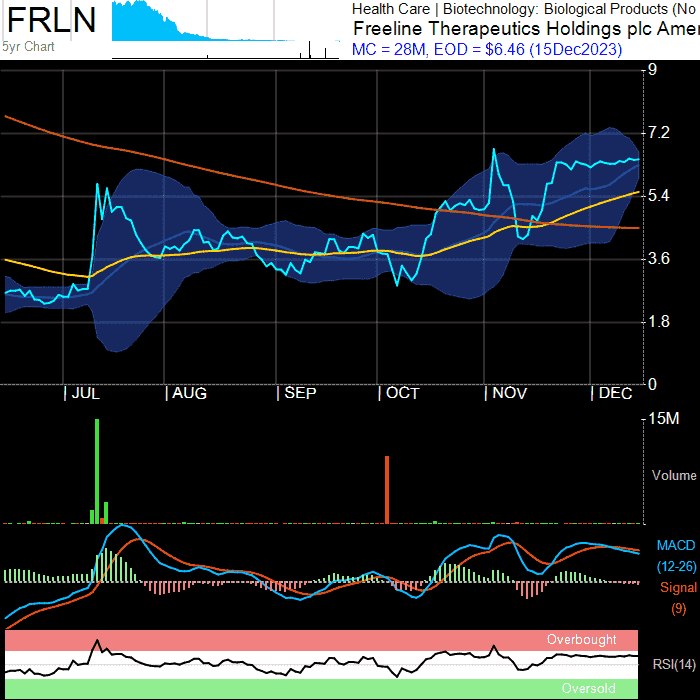 FRLN
5yr Chart
Health Care | Biotechnology: Biological Products (No
Freeline Therapeutics Holdings plc Amer
MC = 28M, EOD = $6.46 (15Dec2023)
9
7.2
5.4
3.6
1.8
0
| JUL | AUG | SEP | OCT | NOV | DEC
15M
Volume
MACD
(12-26)
Signal
(9)
Overbought
RSI(14)
Oversold